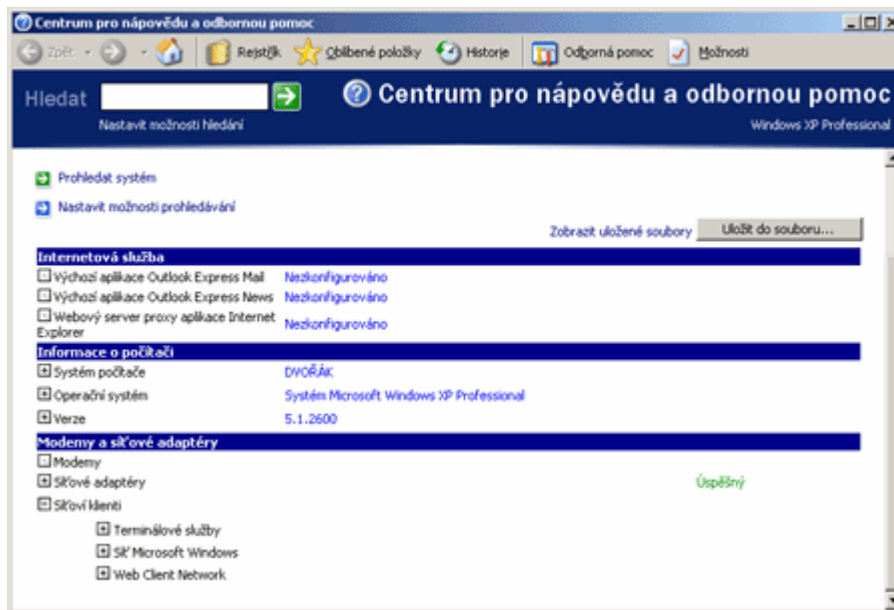 Centrum pro nápovědu a odbornou pomoc
Zpět Rejstřík Oblíbené položky Historie Odborná pomoc Možnosti
Hledat
Centrum pro nápovědu a odbornou pomoc
Nastavit možnosti hledání
Windows XP Professional
Prohledat systém
Nastavit možnosti prohledávání
Zobrazit uložené soubory Uložit do souboru...
Internetová služba
Výchozí aplikace Outlook Express Mail Nezkonfigurováno
Výchozí aplikace Outlook Express News Nezkonfigurováno
Webový server proxy aplikace Internet
Explorer Nezkonfigurováno
Informace o počítači
Systém počítače DVOŘÁK
Operační systém Systém Microsoft Windows XP Professional
Verze 5.1.2600
Modemy a síťové adaptéry
Modemy
Síťové adaptéry Úspěšný
Síťoví klienti
Terminálové služby
Síť Microsoft Windows
Web Client Network